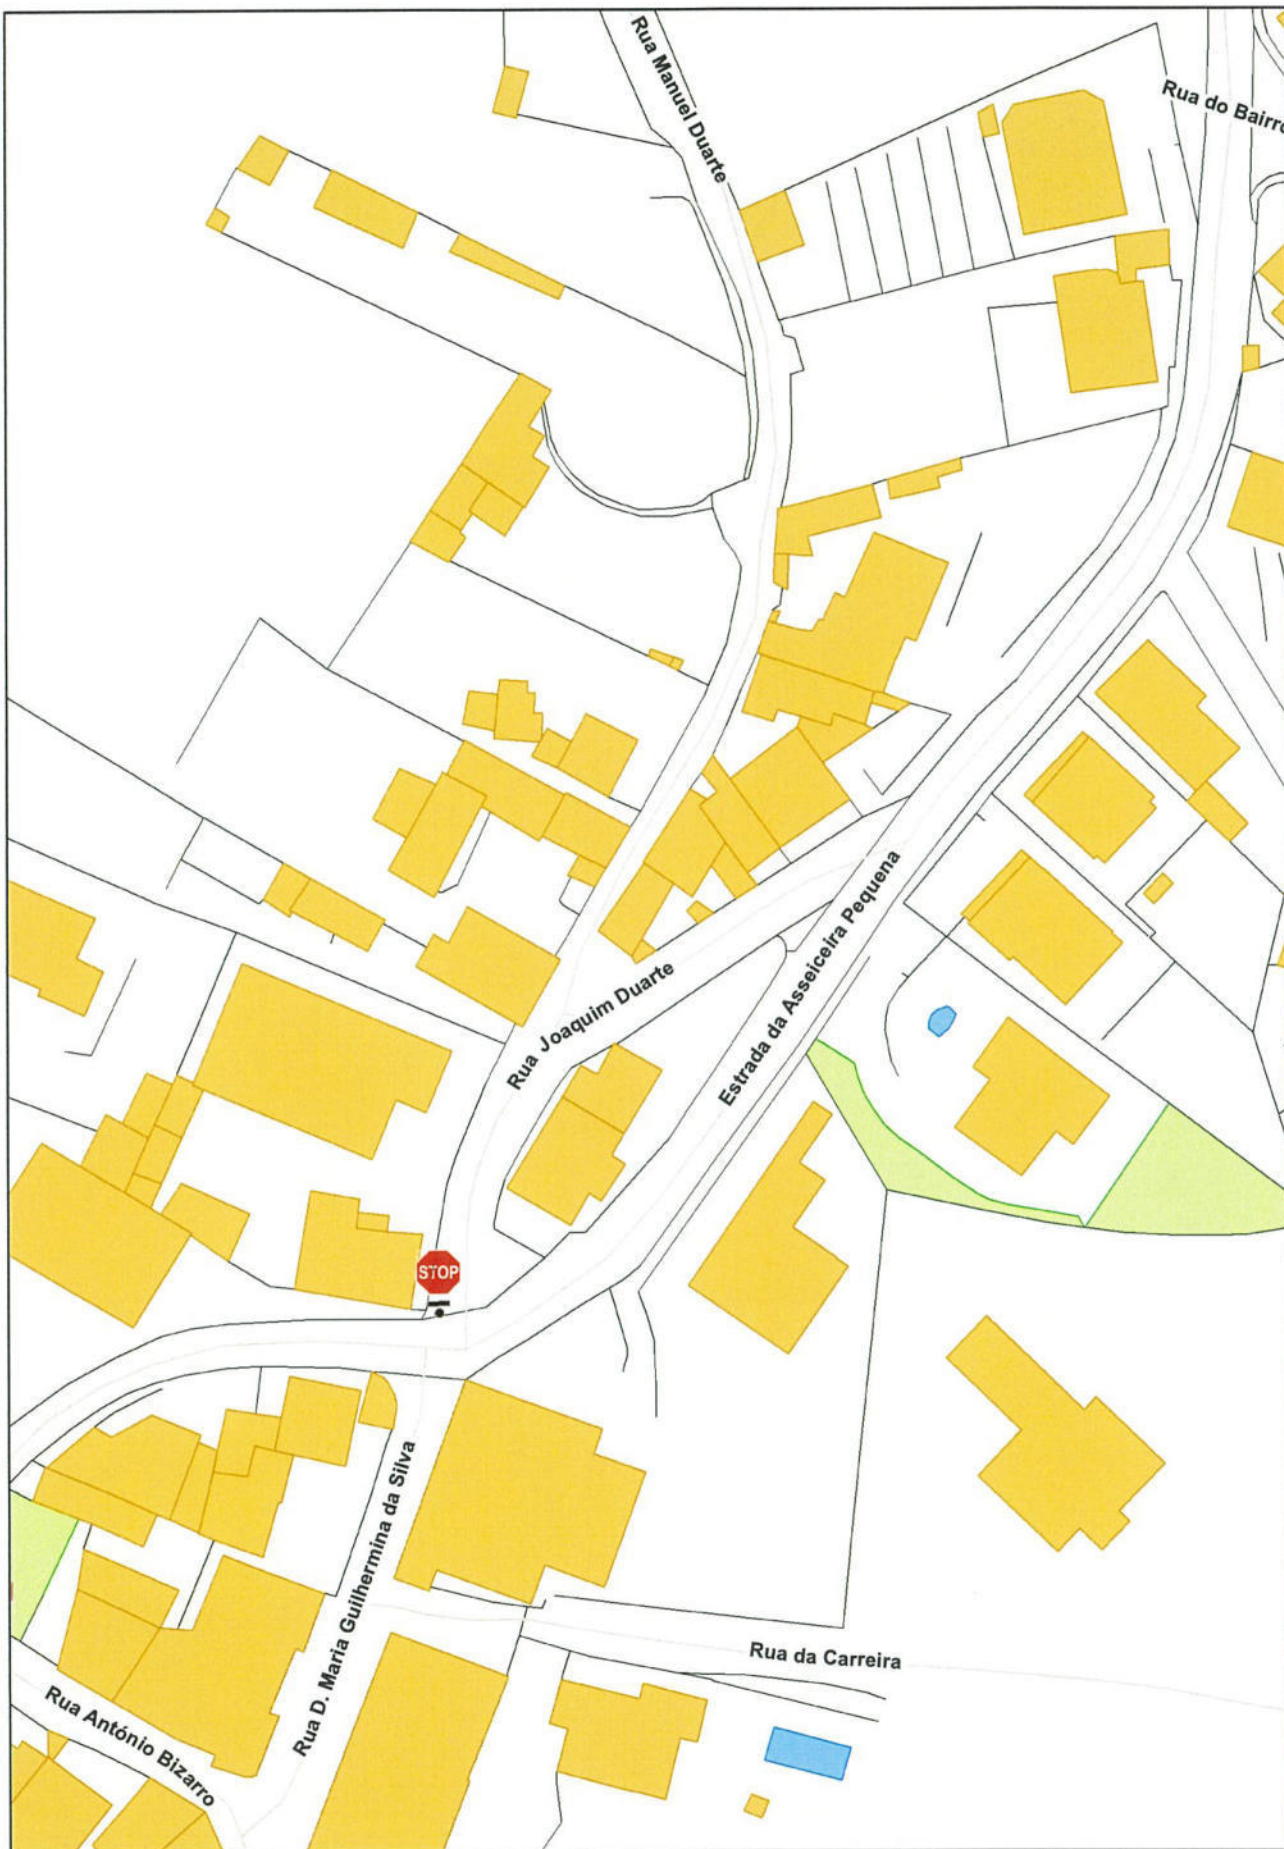 Rua Manuel Duarte
Rua do Bairro
Estrada da Asseiceira Pequena
Rua Joaquim Duarte
STOP
Rua D. Maria Guilhermina da Silva
Rua da Carreira
Rua António Bizarro